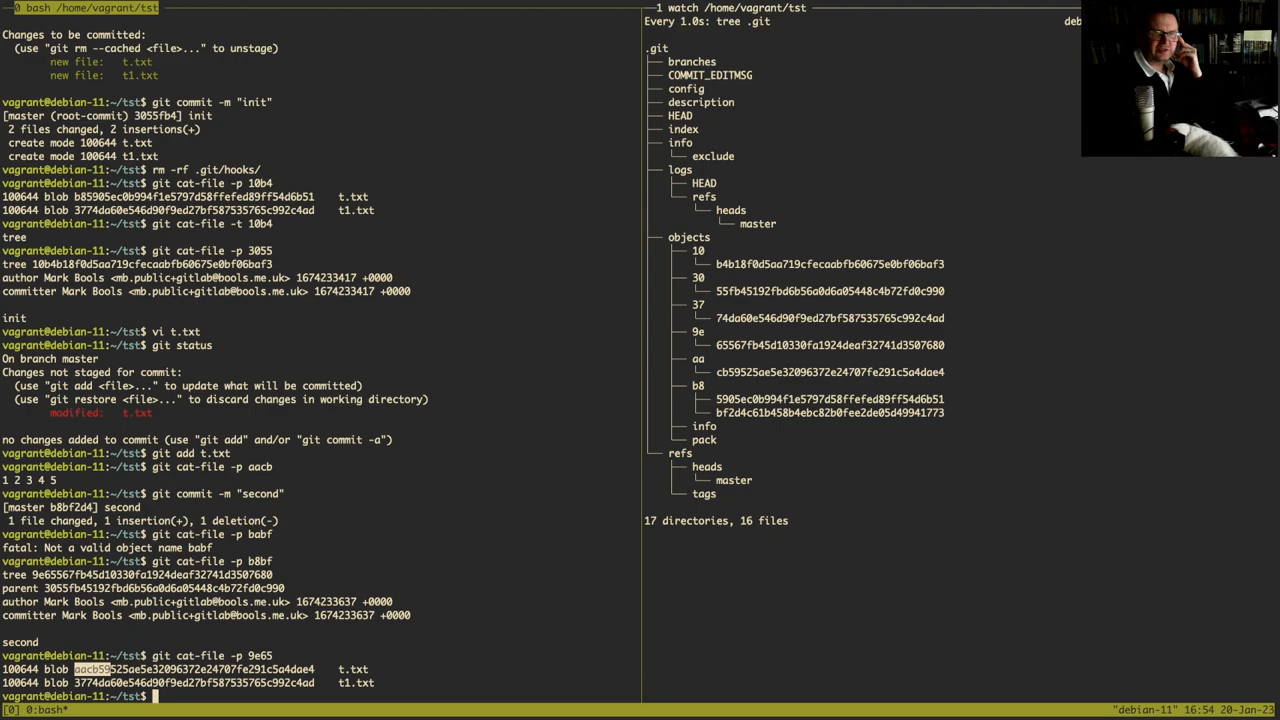 0 bash /home/vagrant/tst
Changes to be committed:
(use "git rm --cached <file>..." to unstage)
new file: t.txt
new file: t1.txt
vagrant@debian-11:~/tst$ git commit -m "init"
[master (root-commit) 3055fb4] init
2 files changed, 2 insertions(+)
create mode 100644 t.txt
create mode 100644 t1.txt
vagrant@debian-11:~/tst$ rm -rf .git/hooks/
vagrant@debian-11:~/tst$ git cat-file -p 10b4
100644 blob b85905ec0b994f1e5797d58ffefed89ff54d6b51 t.txt
100644 blob 3774da60e546d90f9ed27bf587535765c992c4ad t1.txt
vagrant@debian-11:~/tst$ git cat-file -t 10b4
tree
vagrant@debian-11:~/tst$ git cat-file -p 3055
tree 10b4b18f0d5aa719cfecaabfb60675e0bf06baf3
author Mark Bools <mb.public+gitlab@bools.me.uk> 1674233417 +0000
committer Mark Bools <mb.public+gitlab@bools.me.uk> 1674233417 +0000
init
vagrant@debian-11:~/tst$ vi t.txt
vagrant@debian-11:~/tst$ git status
On branch master
Changes not staged for commit:
(use "git add <file>..." to update what will be committed)
(use "git restore <file>..." to discard changes in working directory)
modified: t.txt
no changes added to commit (use "git add" and/or "git commit -a")
vagrant@debian-11:~/tst$ git add t.txt
vagrant@debian-11:~/tst$ git cat-file -p aacb
1 2 3 4 5
vagrant@debian-11:~/tst$ git commit -m "second"
[master b8bf2d4] second
1 file changed, 1 insertion(+), 1 deletion(-)
vagrant@debian-11:~/tst$ git cat-file -p babf
fatal: Not a valid object name babf
vagrant@debian-11:~/tst$ git cat-file -p b8bf
tree 9e65567fb45d10330fa1924deaf32741d3507680
parent 3055fb45192fbd6b56a0d6a05448c4b72fd0c990
author Mark Bools <mb.public+gitlab@bools.me.uk> 1674233637 +0000
committer Mark Bools <mb.public+gitlab@bools.me.uk> 1674233637 +0000
second
vagrant@debian-11:~/tst$ git cat-file -p 9e65
100644 blob aacb59525ae5e32096372e24707fe291c5a4dae4 t.txt
100644 blob 3774da60e546d90f9ed27bf587535765c992c4ad t1.txt
vagrant@debian-11:~/tst$
1 watch /home/vagrant/tst
Every 1.0s: tree .git deb
.git
├── branches
├── COMMIT_EDITMSG
├── config
├── description
├── HEAD
├── index
├── info
│   └── exclude
├── logs
│   ├── HEAD
│   └── refs
│       └── heads
│           └── master
├── objects
│   ├── 10
│   │   └── b4b18f0d5aa719cfecaabfb60675e0bf06baf3
│   ├── 30
│   │   └── 55fb45192fbd6b56a0d6a05448c4b72fd0c990
│   ├── 37
│   │   └── 74da60e546d90f9ed27bf587535765c992c4ad
│   ├── 9e
│   │   └── 65567fb45d10330fa1924deaf32741d3507680
│   ├── aa
│   │   └── cb59525ae5e32096372e24707fe291c5a4dae4
│   ├── b8
│   │   ├── 5905ec0b994f1e5797d58ffefed89ff54d6b51
│   │   └── bf2d4c61b458b4ebc82b0fee2de05d49941773
│   ├── info
│   └── pack
└── refs
    ├── heads
    │   └── master
    └── tags
17 directories, 16 files
[0] 0:bash* "debian-11" 16:54 20-Jan-23